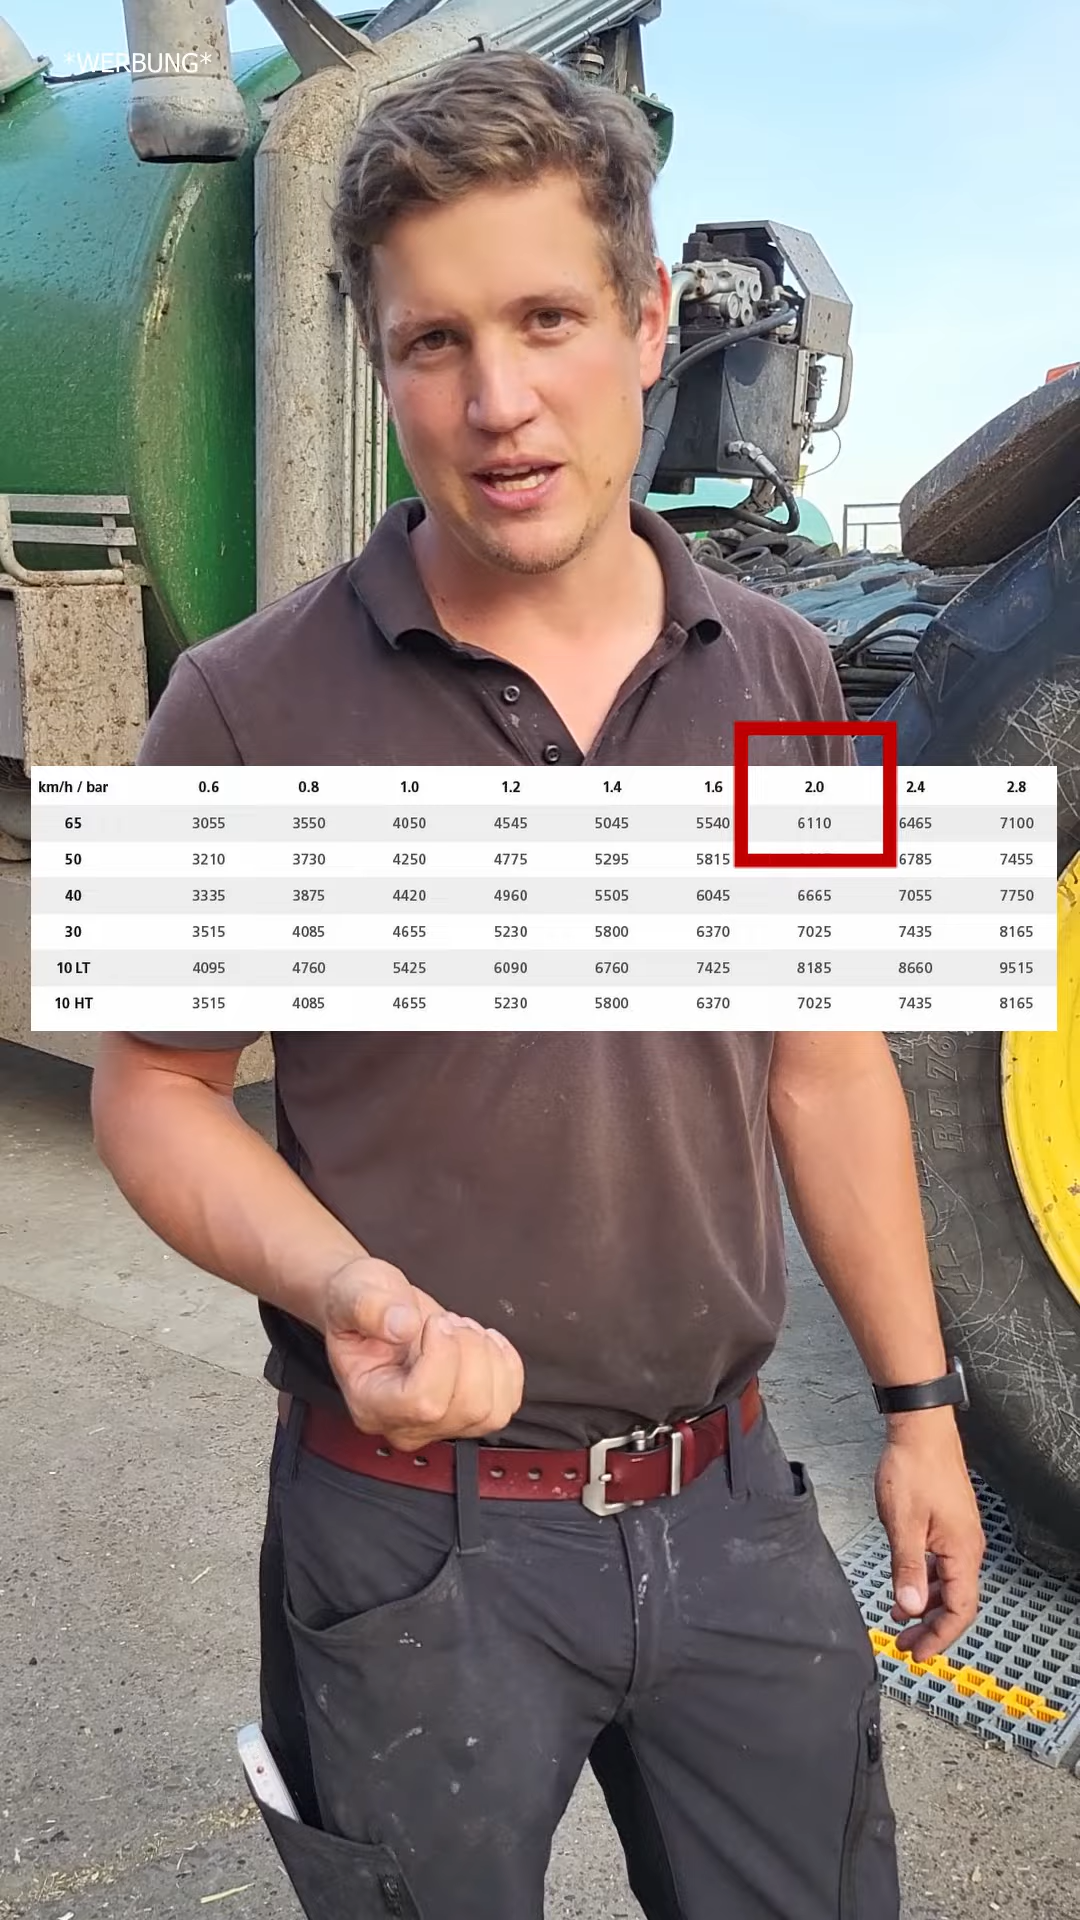 *WERBUNG*
km/h / bar 0.6 0.8 1.0 1.2 1.4 1.6 2.0 2.4 2.8
65 3055 3550 4050 4545 5045 5540 6110 6465 7100
50 3210 3730 4250 4775 5295 5815 6785 7455
40 3335 3875 4420 4960 5505 6045 6665 7055 7750
30 3515 4085 4655 5230 5800 6370 7025 7435 8165
10 LT 4095 4760 5425 6090 6760 7425 8185 8660 9515
10 HT 3515 4085 4655 5230 5800 6370 7025 7435 8165